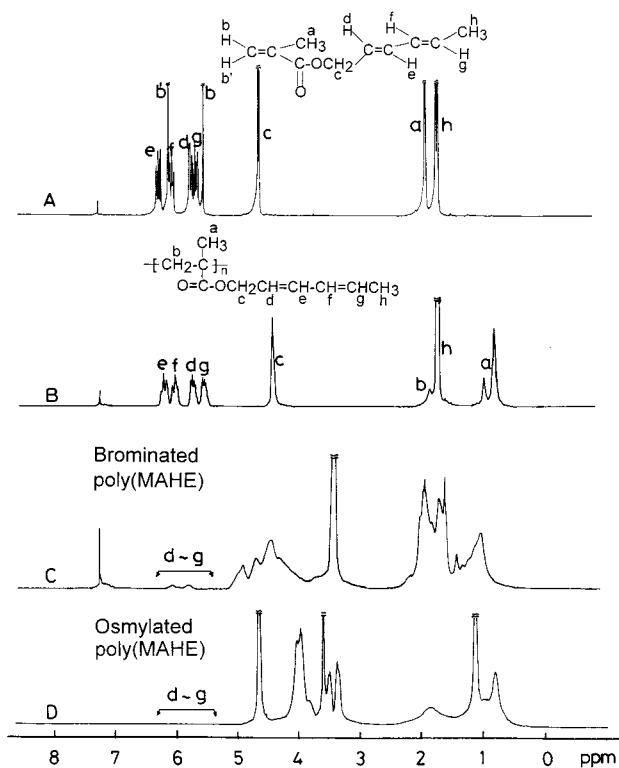 b a d f h
H CH₃ H H CH₃
C=C C=C C=C
H C-OCH₂ H H
b' O c e g
b' b c a h
e f d g
A
a
CH₃
b
-[-CH₂-C-]-n
O=C-OCH₂CH=CH-CH=CHCH₃
c d e f g h
e f d g c b h a
B
Brominated
poly(MAHE)
d ~ g
C
Osmylated
poly(MAHE)
d ~ g
D
8 7 6 5 4 3 2 1 0 ppm